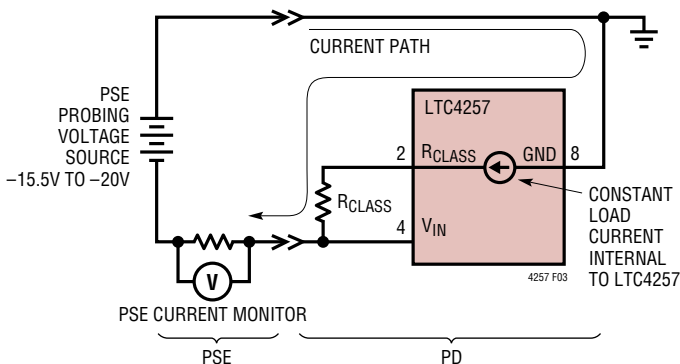 CURRENT PATH
PSE
PROBING
VOLTAGE
SOURCE
–15.5V TO –20V
LTC4257
2
RCLASS
GND
8
RCLASS
4
VIN
CONSTANT
LOAD
CURRENT
INTERNAL
TO LTC4257
4257 F03
V
PSE CURRENT MONITOR
PSE
PD